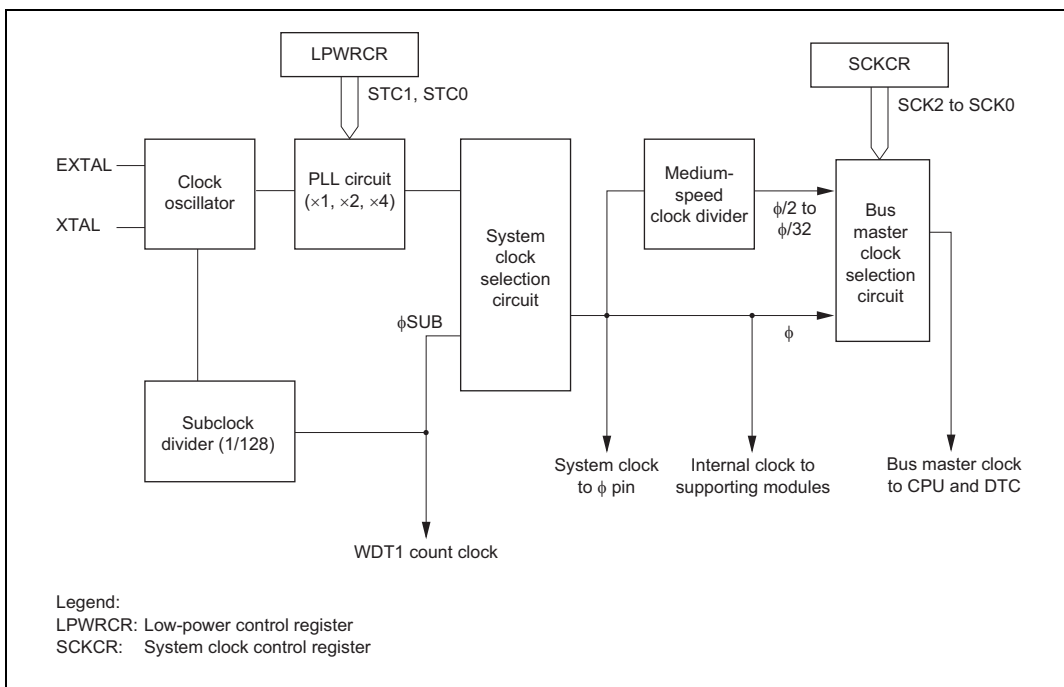 LPWRCR
STC1, STC0
SCKCR
SCK2 to SCK0
EXTAL
XTAL
Clock
oscillator
PLL circuit
(×1, ×2, ×4)
System
clock
selection
circuit
Medium-
speed
clock divider
ϕ/2 to
ϕ/32
Bus
master
clock
selection
circuit
ϕSUB
ϕ
Subclock
divider (1/128)
System clock
to ϕ pin
Internal clock to
supporting modules
Bus master clock
to CPU and DTC
WDT1 count clock
Legend:
LPWRCR: Low-power control register
SCKCR: System clock control register